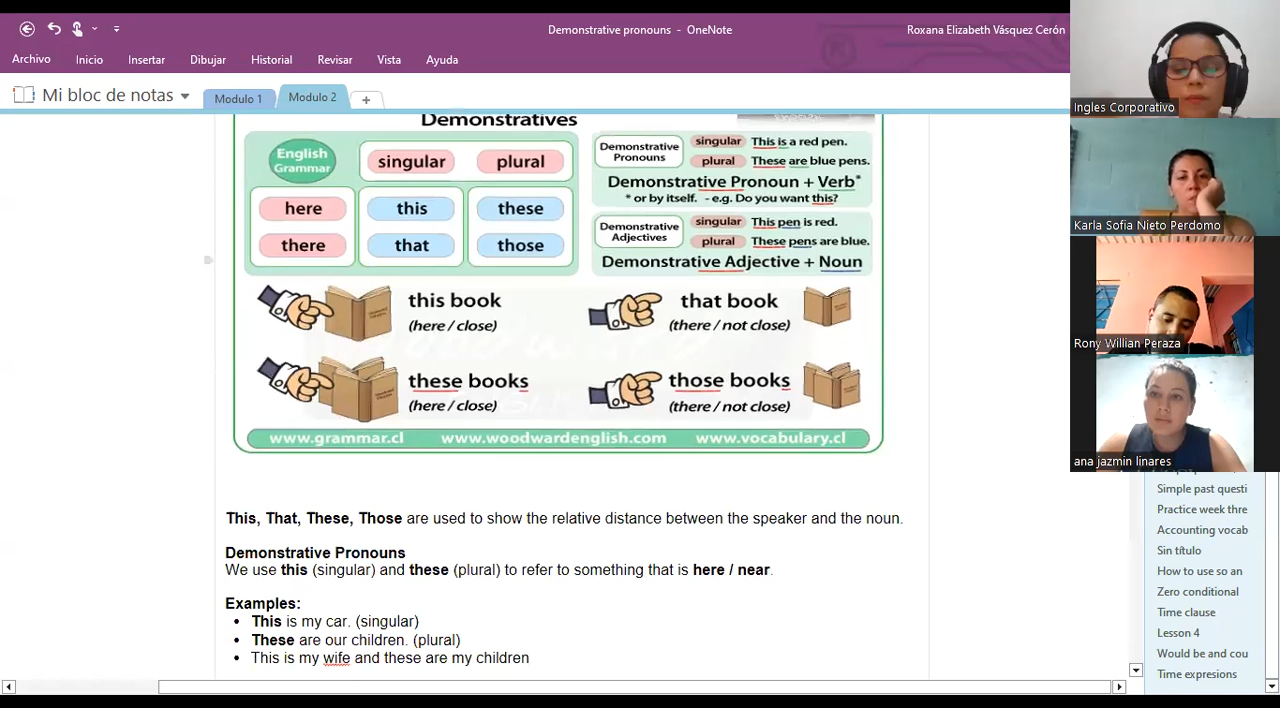 Demonstrative pronouns - OneNote
Roxana Elizabeth Vásquez Cerón
Archivo Inicio Insertar Dibujar Historial Revisar Vista Ayuda
Mi bloc de notas Modulo 1 Modulo 2
Demonstratives
English Grammar
singular plural
here this these
there that those
Demonstrative Pronouns
singular This is a red pen.
plural These are blue pens.
Demonstrative Pronoun + Verb*
* or by itself. - e.g. Do you want this?
Demonstrative Adjectives
singular This pen is red.
plural These pens are blue.
Demonstrative Adjective + Noun
this book
(here / close)
that book
(there / not close)
these books
(here / close)
those books
(there / not close)
www.grammar.cl www.woodwardenglish.com www.vocabulary.cl
This, That, These, Those are used to show the relative distance between the speaker and the noun.
Demonstrative Pronouns
We use this (singular) and these (plural) to refer to something that is here / near.
Examples:
• This is my car. (singular)
• These are our children. (plural)
• This is my wife and these are my children
Ingles Corporativo
Karla Sofia Nieto Perdomo
Rony Willian Peraza
ana jazmin linares
Simple past questi
Practice week thre
Accounting vocab
Sin título
How to use so an
Zero conditional
Time clause
Lesson 4
Would be and cou
Time expresions